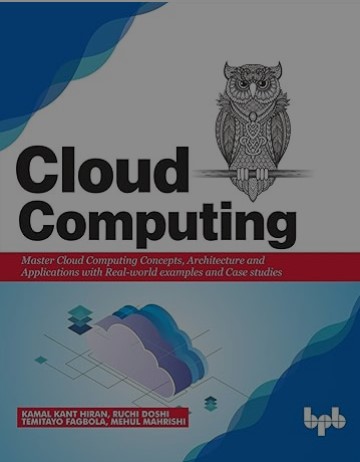 Cloud
Computing
Master Cloud Computing Concepts, Architecture and
Applications with Real-world examples and Case studies
KAMAL KANT HIRAN, RUCHI DOSHI
TEMITAYO FAGBOLA, MEHUL MAHRISHI
bpb